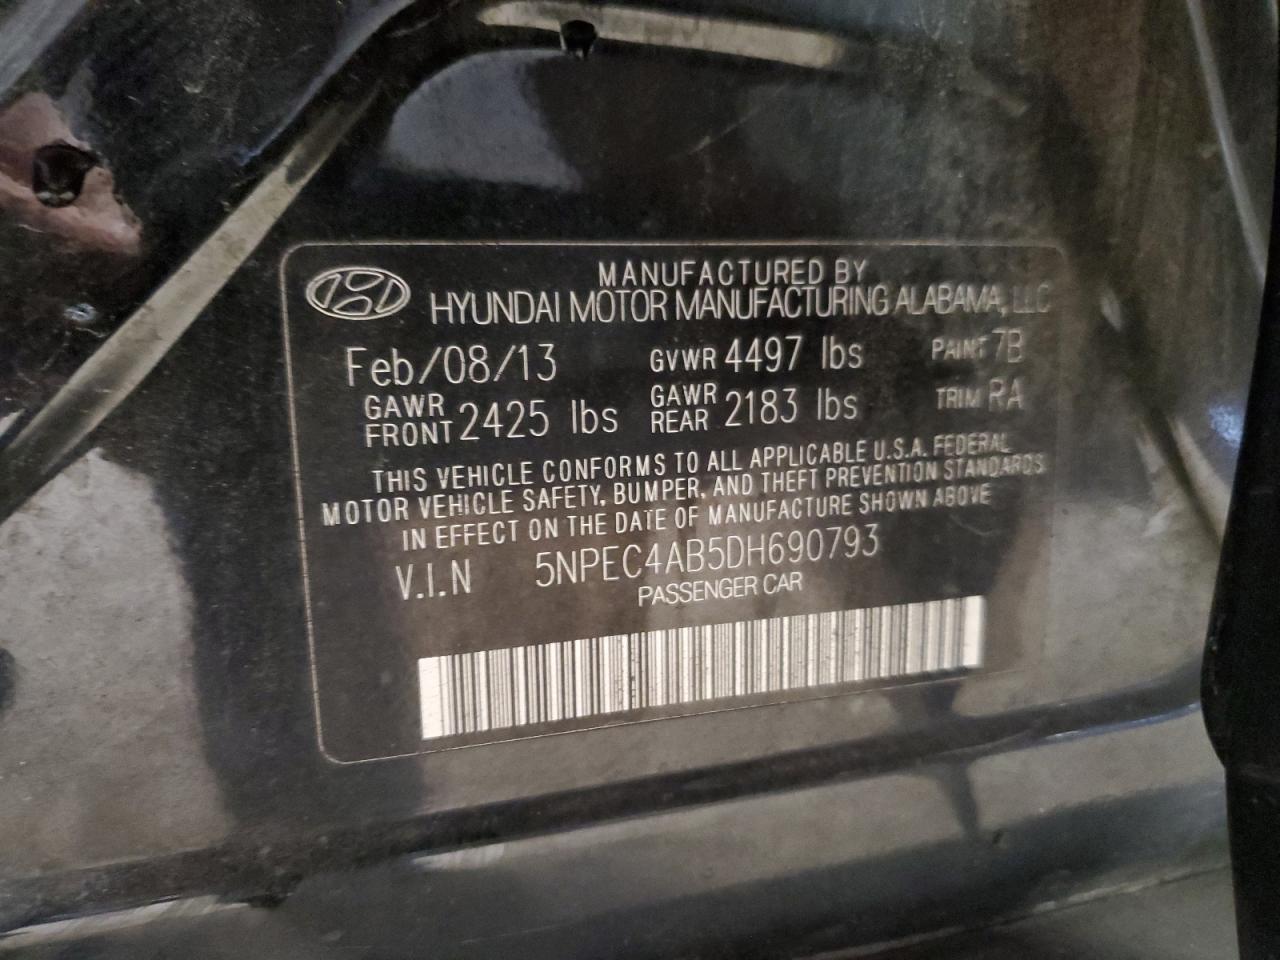 MANUFACTURED BY
HYUNDAI MOTOR MANUFACTURING ALABAMA, LLC
Feb/08/13 GVWR 4497 lbs PAINT 7B
GAWR FRONT 2425 lbs GAWR REAR 2183 lbs TRIM RA
THIS VEHICLE CONFORMS TO ALL APPLICABLE U.S.A. FEDERAL
MOTOR VEHICLE SAFETY, BUMPER, AND THEFT PREVENTION STANDARDS
IN EFFECT ON THE DATE OF MANUFACTURE SHOWN ABOVE
V.I.N 5NPEC4AB5DH690793
PASSENGER CAR